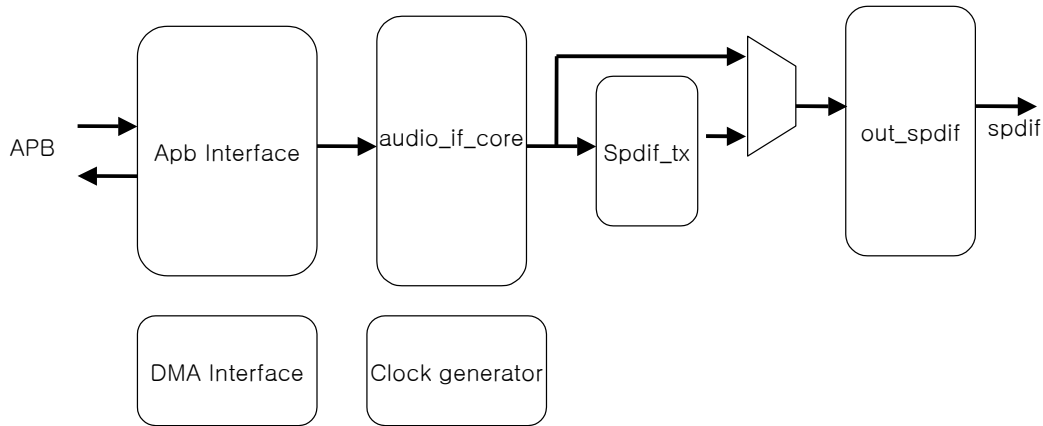 APB
Apb Interface
audio_if_core
Spdif_tx
out_spdif
spdif
DMA Interface
Clock generator